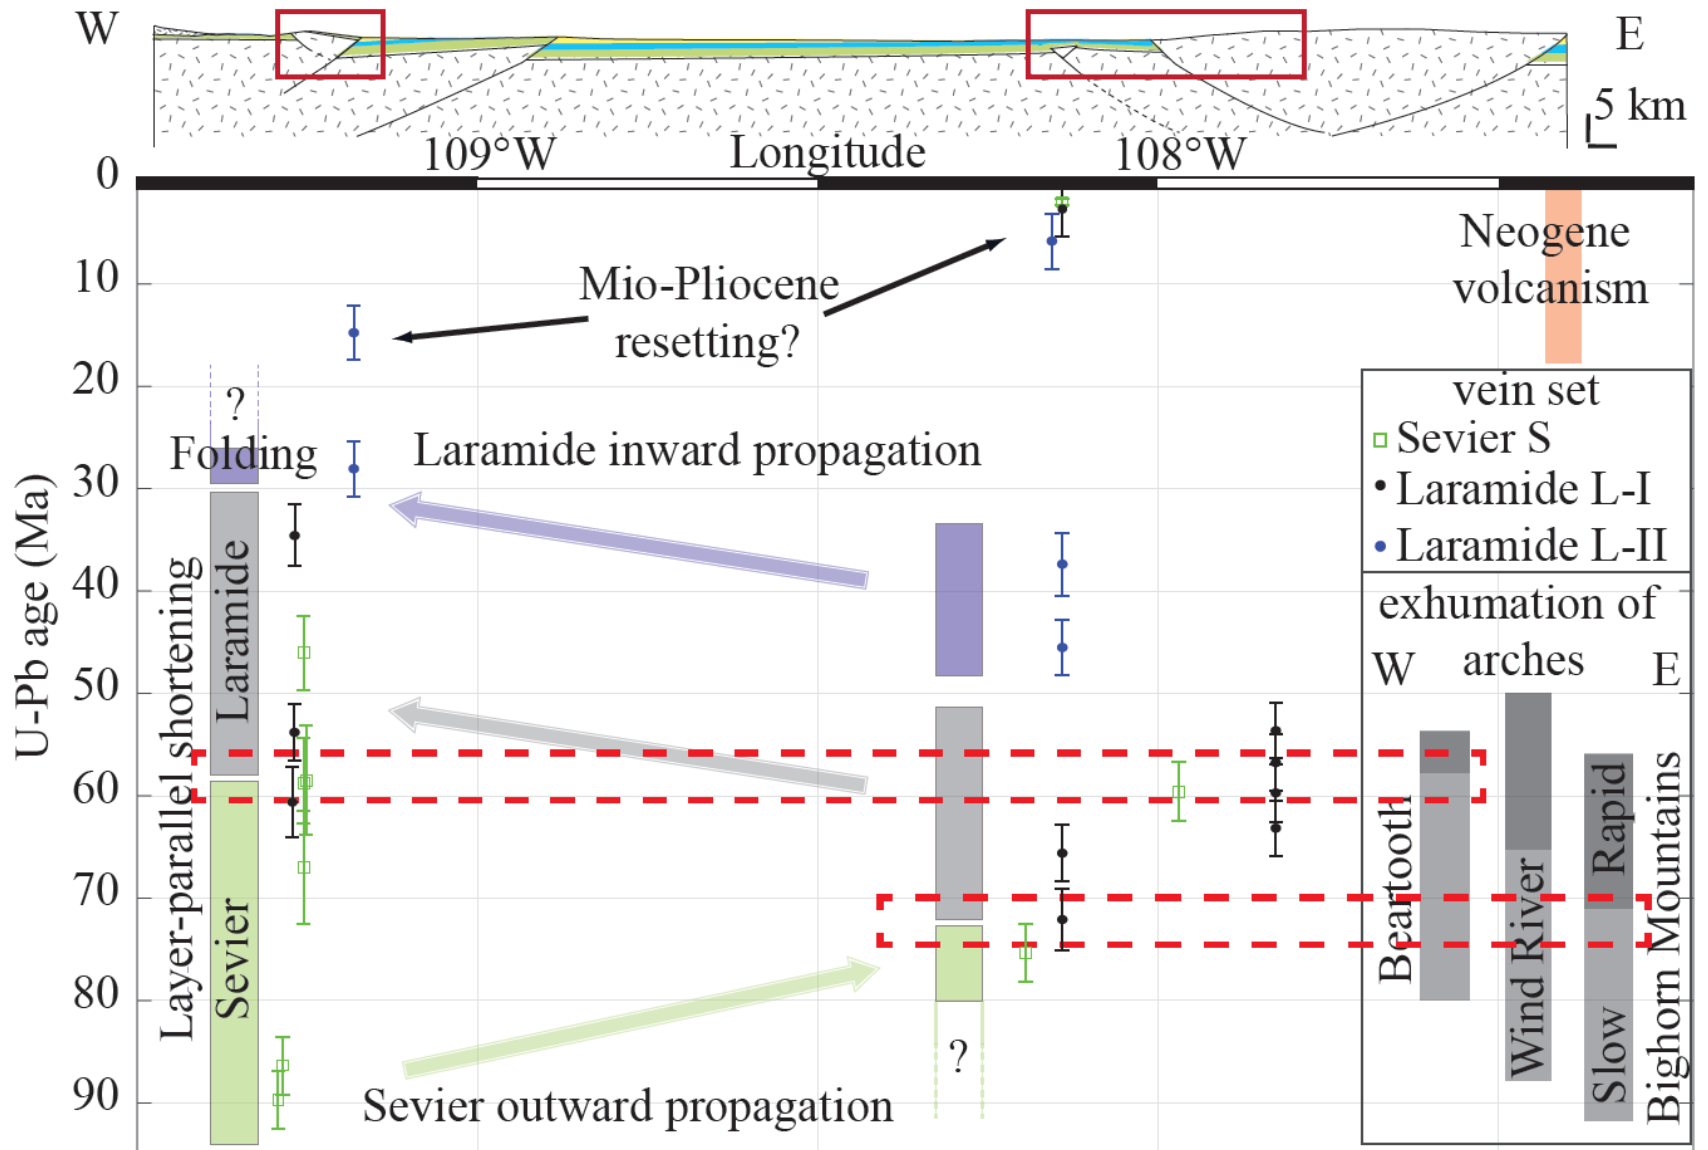 W
E
5 km
109°W
Longitude
108°W
0
10
20
30
40
50
60
70
80
90
U-Pb age (Ma)
Mio-Pliocene
resetting?
Neogene
volcanism
?
Folding
Laramide inward propagation
Layer-parallel shortening
Laramide
Sevier
Sevier outward propagation
?
vein set
Sevier S
Laramide L-I
Laramide L-II
exhumation of
arches
W
E
Beartooth
Wind River
Slow
Rapid
Bighorn Mountains